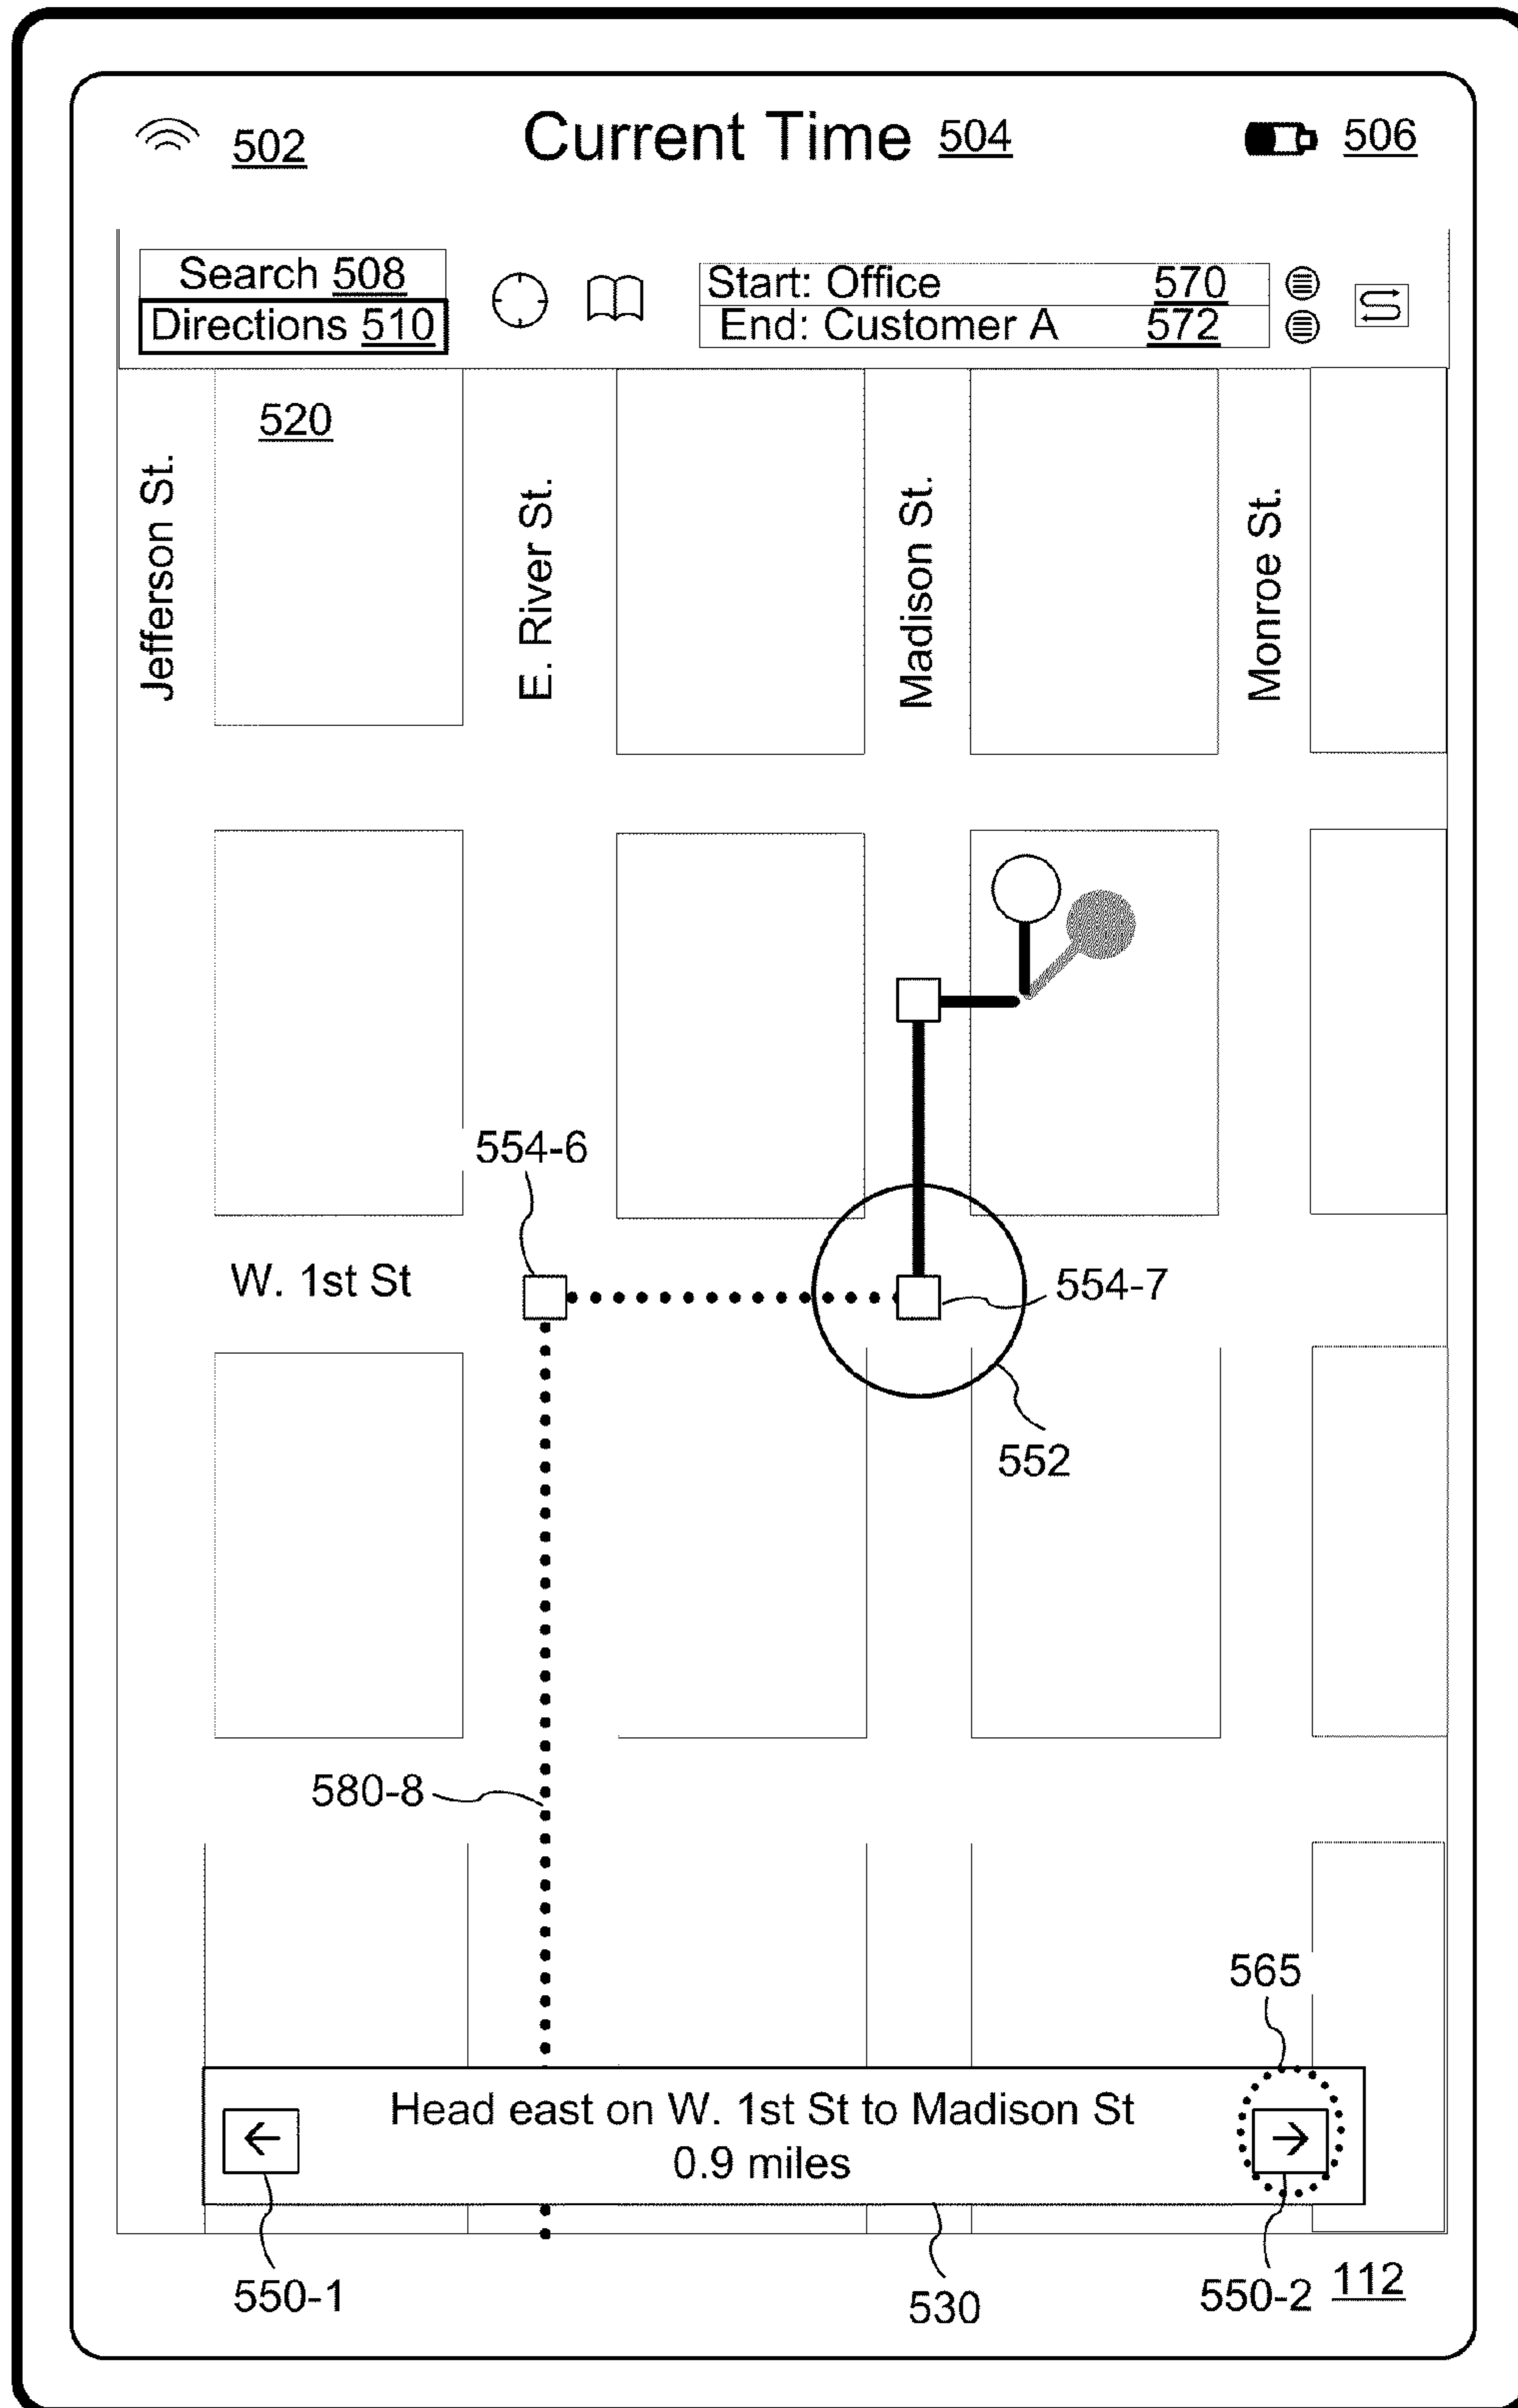 502
Current Time 504
506
Search 508
Directions 510
Start: Office 570
End: Customer A 572
520
Jefferson St.
E. River St.
Madison St.
Monroe St.
554-6
W. 1st St
554-7
552
580-8
565
Head east on W. 1st St to Madison St
0.9 miles
550-1
530
550-2
112